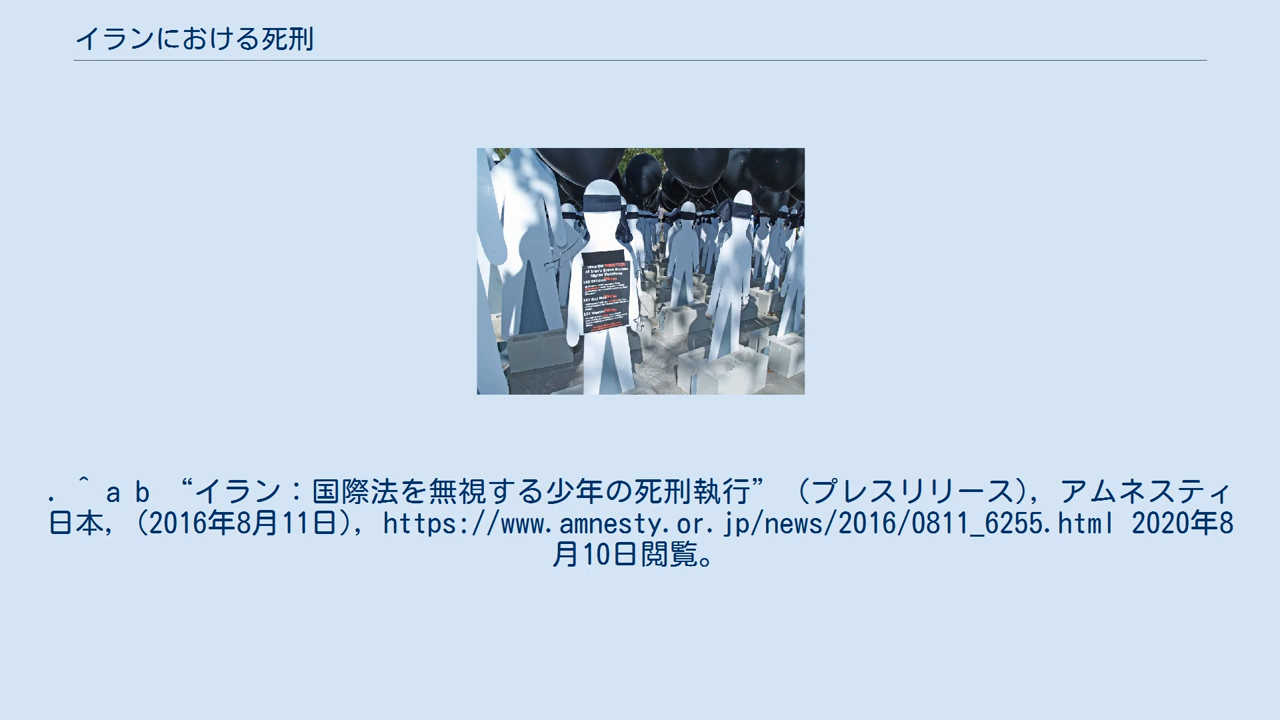 イランにおける死刑
. ^ a b “イラン：国際法を無視する少年の死刑執行” (プレスリリース), アムネスティ
日本, (2016年8月11日), https://www.amnesty.or.jp/news/2016/0811_6255.html 2020年8
月10日閲覧。